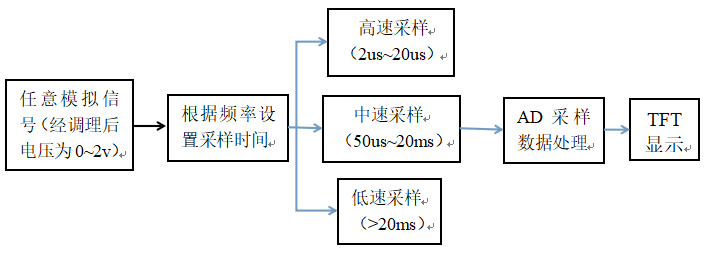 任意模拟信
号（经调理后
电压为 0~2v）
根据频率设
置采样时间
高速采样
（2us~20us）
中速采样
（50us~20ms）
低速采样
（>20ms）
AD 采样
数据处理
TFT
显示